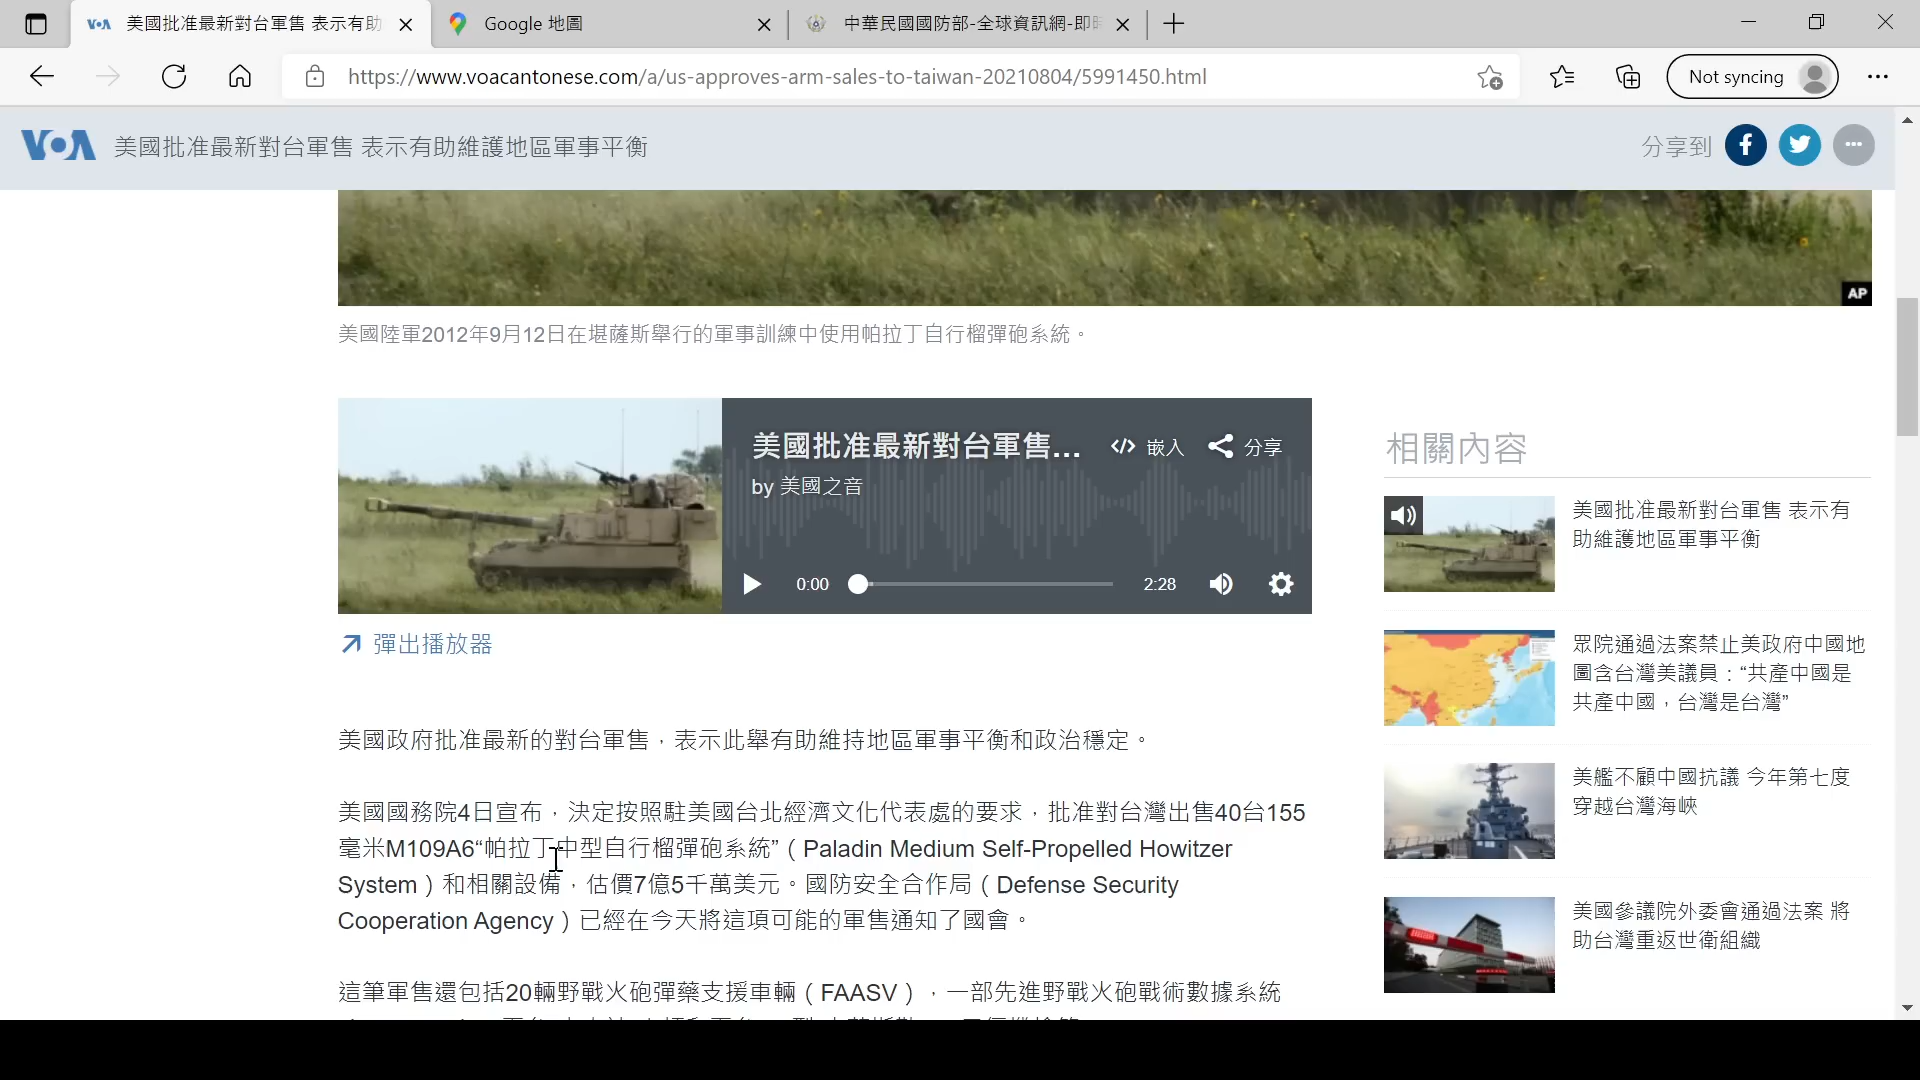 美國批准最新對台軍售 表示有助
Google 地圖
中華民國國防部-全球資訊網-即
https://www.voacantonese.com/a/us-approves-arm-sales-to-taiwan-20210804/5991450.html
Not syncing
VOA
美國批准最新對台軍售 表示有助維護地區軍事平衡
分享到
AP
美國陸軍2012年9月12日在堪薩斯舉行的軍事訓練中使用帕拉丁自行榴彈砲系統。
美國批准最新對台軍售...
嵌入
分享
by 美國之音
0:00
2:28
彈出播放器
美國政府批准最新的對台軍售，表示此舉有助維持地區軍事平衡和政治穩定。
美國國務院4日宣布，決定按照駐美國台北經濟文化代表處的要求，批准對台灣出售40台155
毫米M109A6“帕拉丁中型自行榴彈砲系統”（Paladin Medium Self-Propelled Howitzer
System）和相關設備，估價7億5千萬美元。國防安全合作局（Defense Security
Cooperation Agency）已經在今天將這項可能的軍售通知了國會。
這筆軍售還包括20輛野戰火砲彈藥支援車輛（FAASV），一部先進野戰火砲戰術數據系統
相關內容
美國批准最新對台軍售 表示有
助維護地區軍事平衡
眾院通過法案禁止美政府中國地
圖含台灣美議員：“共產中國是
共產中國，台灣是台灣”
美艦不顧中國抗議 今年第七度
穿越台灣海峽
美國參議院外委會通過法案 將
助台灣重返世衛組織